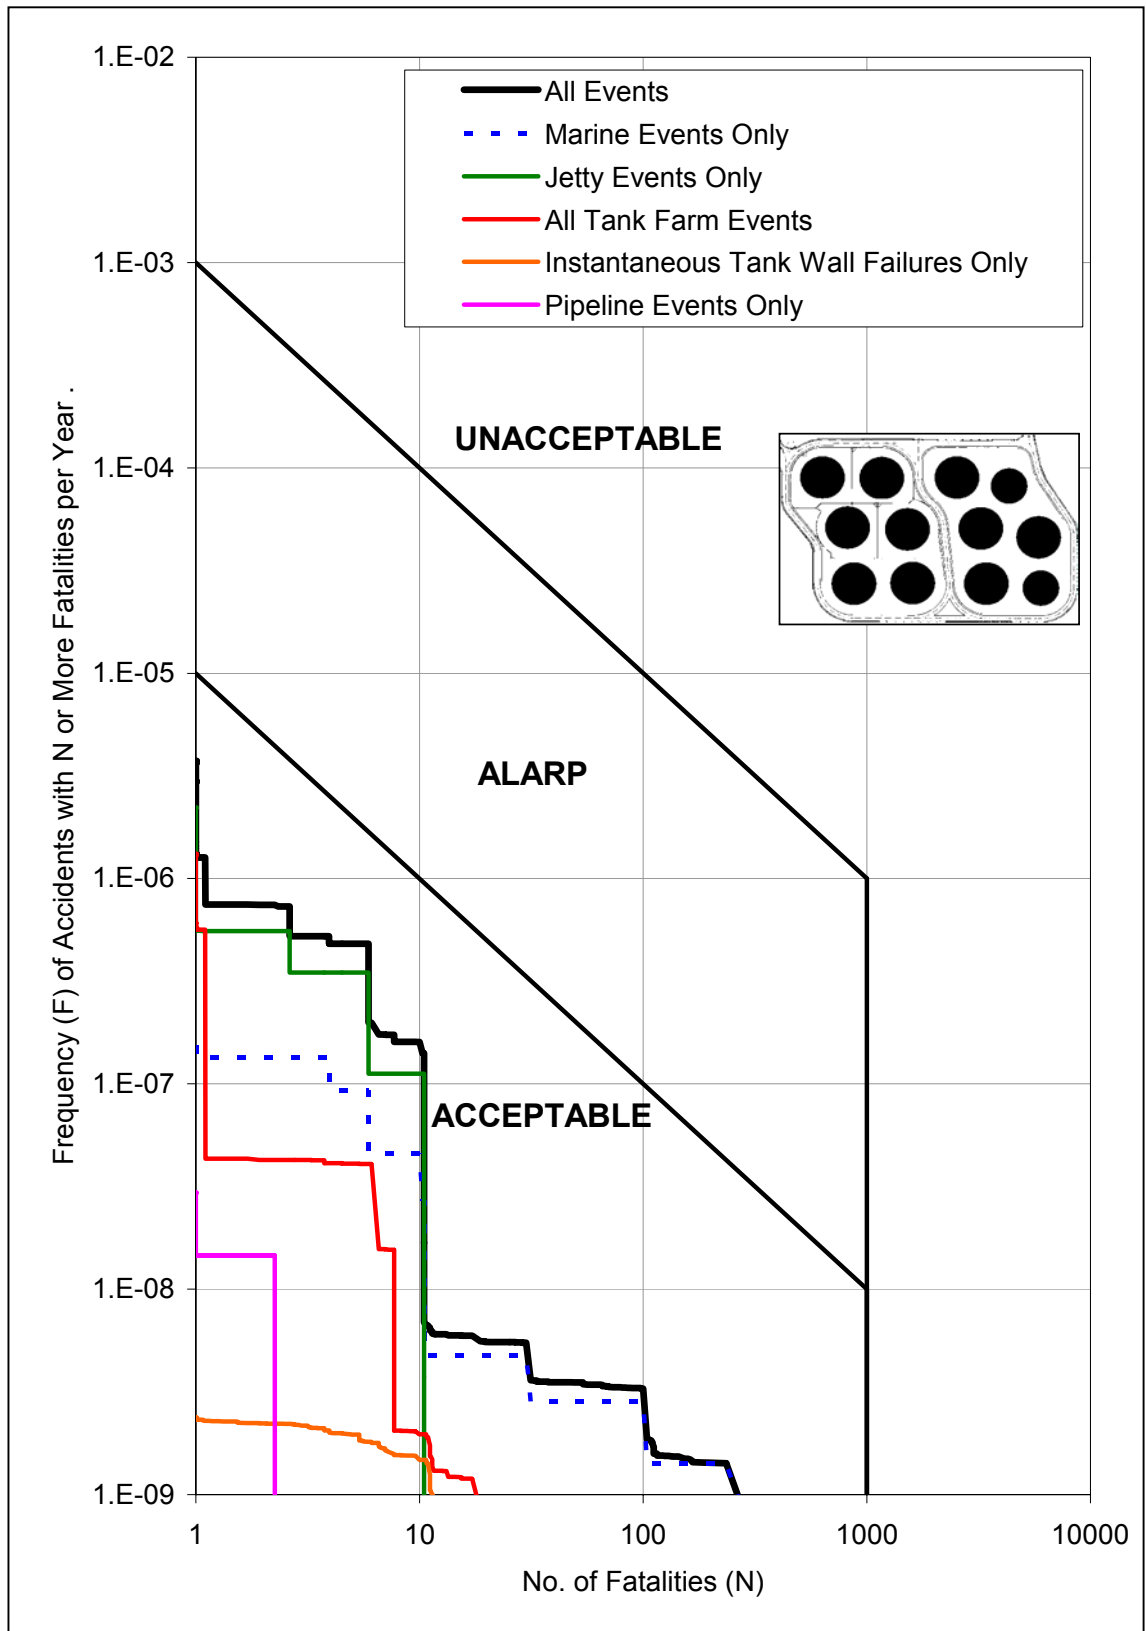 1.E-02
All Events
Marine Events Only
Jetty Events Only
All Tank Farm Events
Instantaneous Tank Wall Failures Only
Pipeline Events Only
1.E-03
UNACCEPTABLE
1.E-04
1.E-05
ALARP
1.E-06
1.E-07
ACCEPTABLE
1.E-08
1.E-09
Frequency (F) of Accidents with N or More Fatalities per Year .
1 10 100 1000 10000
No. of Fatalities (N)